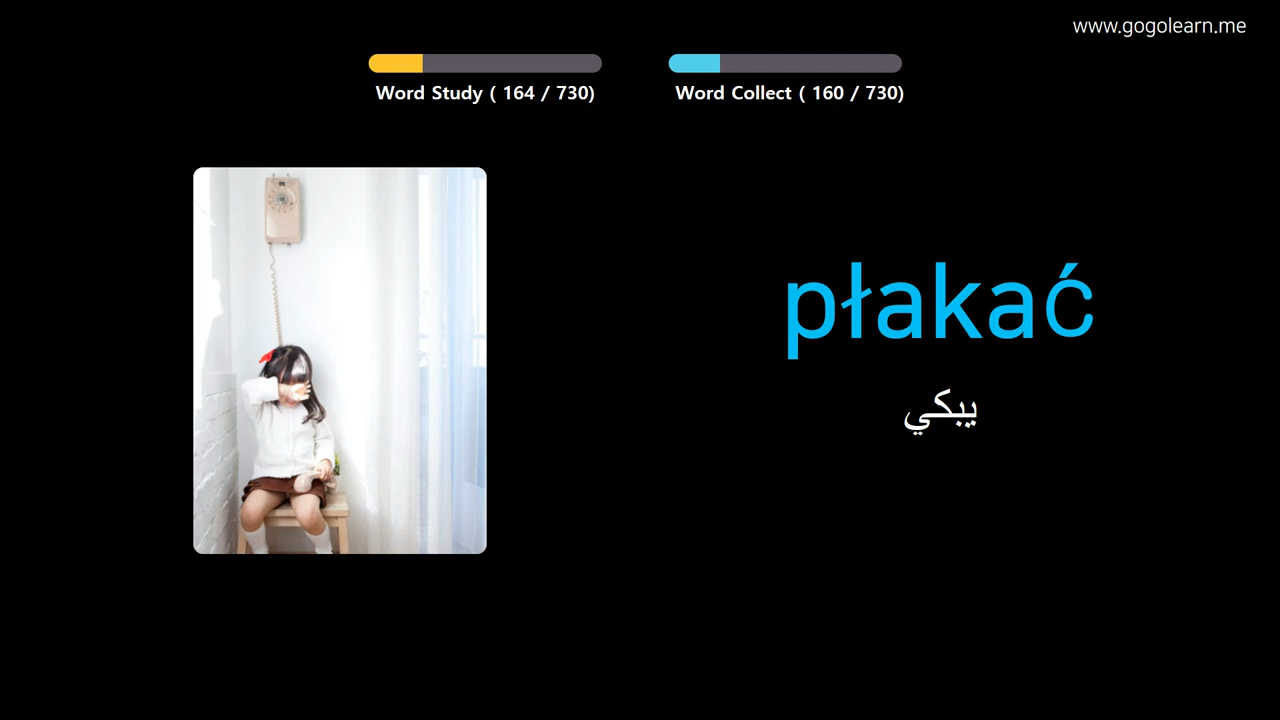 www.gogolearn.me
Word Study ( 164 / 730)
Word Collect ( 160 / 730)
płakać
يبكي